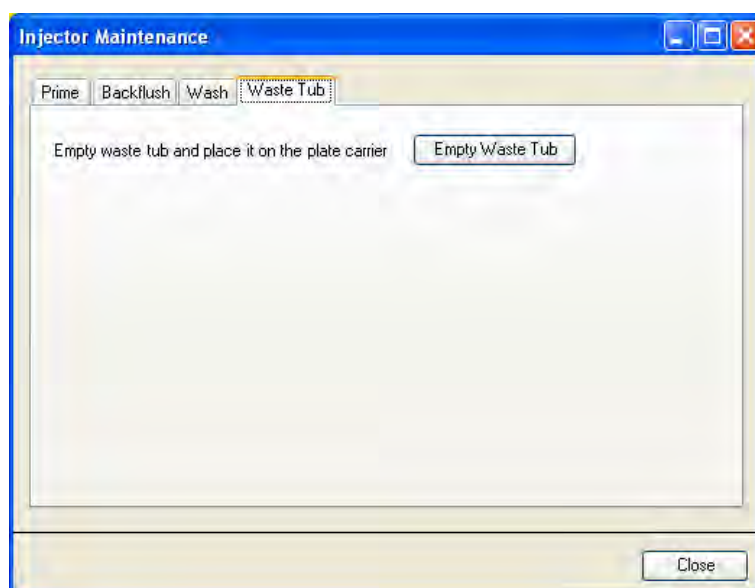 Injector Maintenance
Prime Backflush Wash Waste Tub
Empty waste tub and place it on the plate carrier Empty Waste Tub
Close